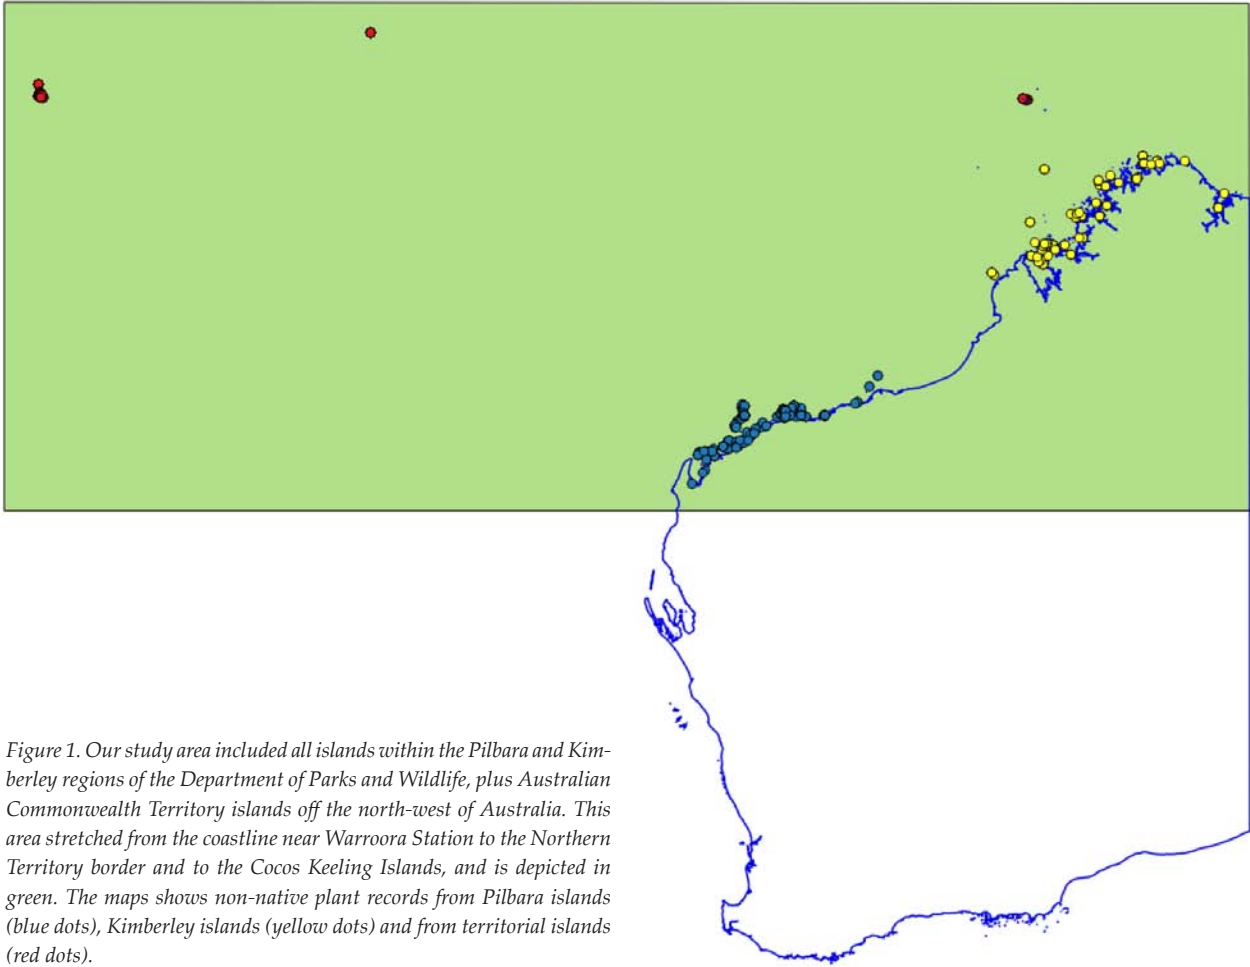 Figure 1. Our study area included all islands within the Pilbara and Kim-
berley regions of the Department of Parks and Wildlife, plus Australian
Commonwealth Territory islands off the north-west of Australia. This
area stretched from the coastline near Warroora Station to the Northern
Territory border and to the Cocos Keeling Islands, and is depicted in
green. The maps shows non-native plant records from Pilbara islands
(blue dots), Kimberley islands (yellow dots) and from territorial islands
(red dots).